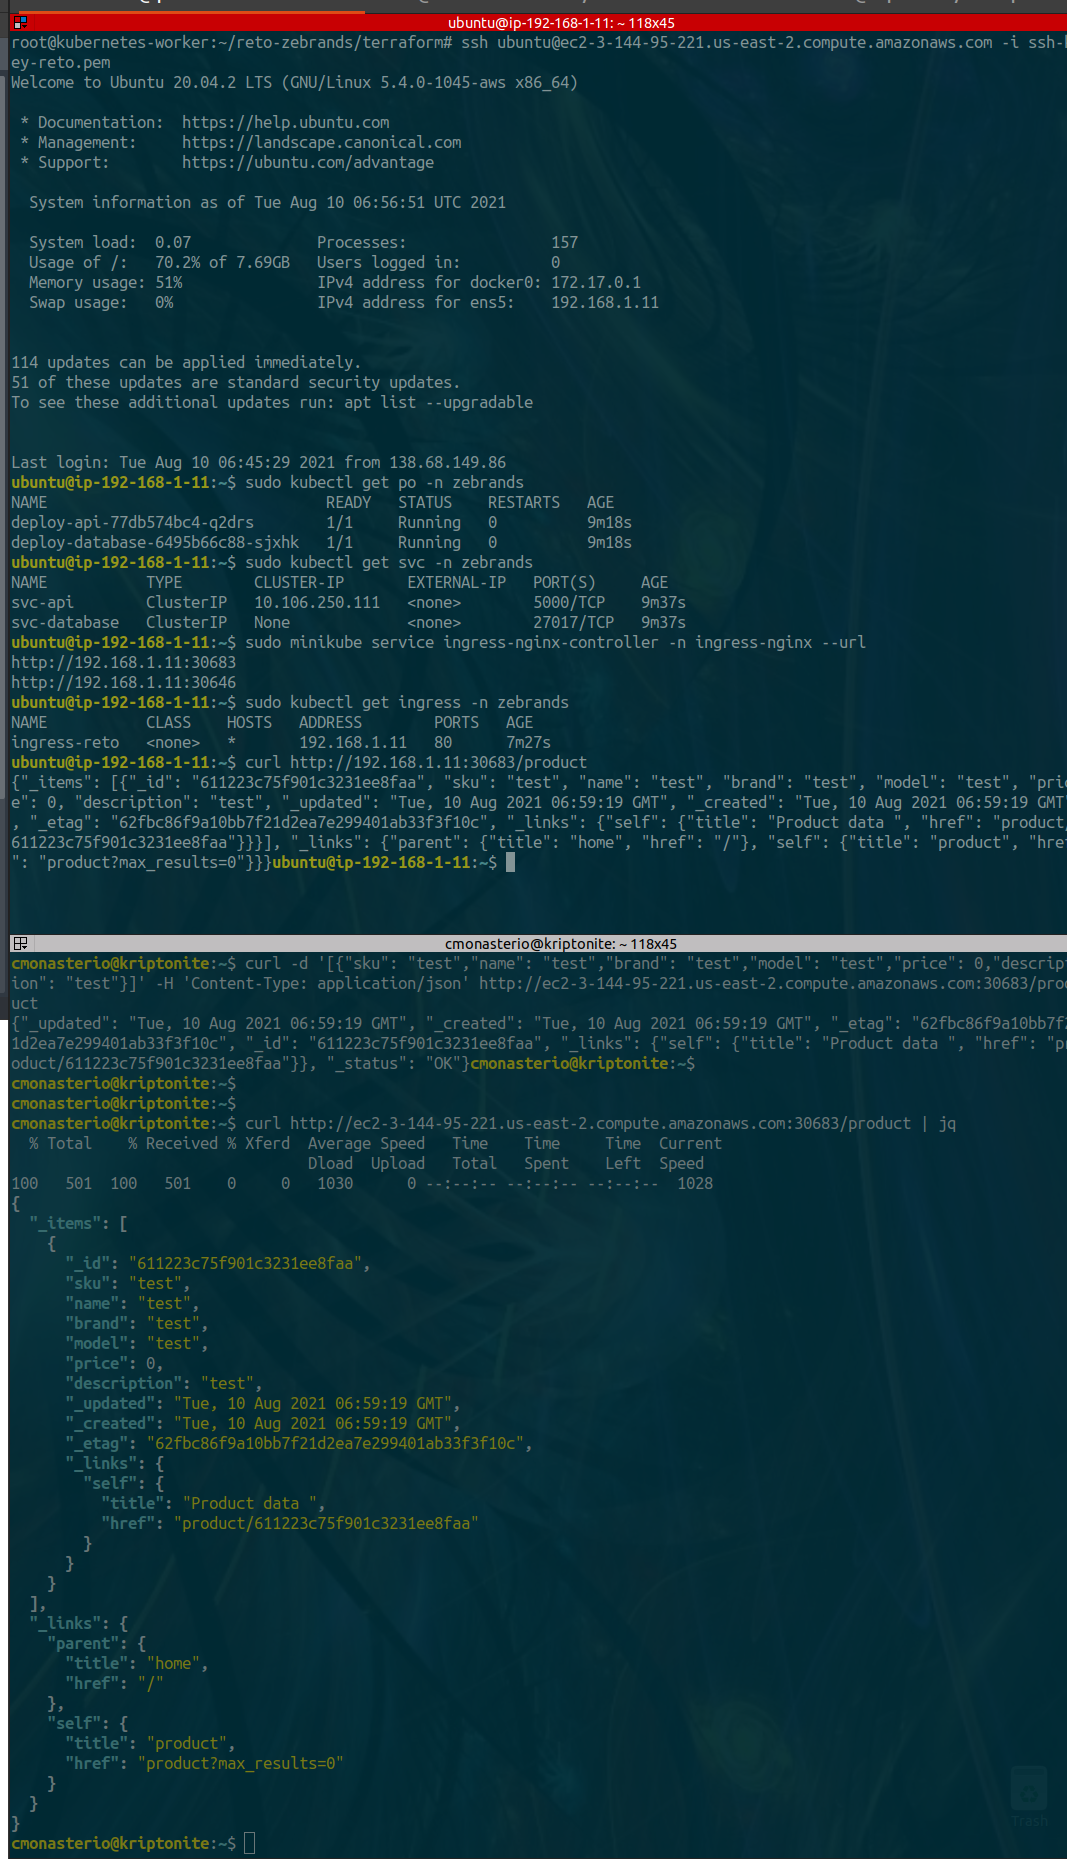 ubuntu@ip-192-168-1-11: ~ 118x45
root@kubernetes-worker:~/reto-zebrands/terraform# ssh ubuntu@ec2-3-144-95-221.us-east-2.compute.amazonaws.com -i ssh-k
ey-reto.pem
Welcome to Ubuntu 20.04.2 LTS (GNU/Linux 5.4.0-1045-aws x86_64)
* Documentation:  https://help.ubuntu.com
* Management:     https://landscape.canonical.com
* Support:        https://ubuntu.com/advantage
System information as of Tue Aug 10 06:56:51 UTC 2021
System load:  0.07              Processes:                157
Usage of /:   70.2% of 7.69GB   Users logged in:          0
Memory usage: 51%               IPv4 address for docker0: 172.17.0.1
Swap usage:   0%                IPv4 address for ens5:    192.168.1.11
114 updates can be applied immediately.
51 of these updates are standard security updates.
To see these additional updates run: apt list --upgradable
Last login: Tue Aug 10 06:45:29 2021 from 138.68.149.86
ubuntu@ip-192-168-1-11:~$ sudo kubectl get po -n zebrands
NAME                               READY   STATUS    RESTARTS   AGE
deploy-api-77db574bc4-q2drs        1/1     Running   0          9m18s
deploy-database-6495b66c88-sjxhk   1/1     Running   0          9m18s
ubuntu@ip-192-168-1-11:~$ sudo kubectl get svc -n zebrands
NAME           TYPE        CLUSTER-IP       EXTERNAL-IP   PORT(S)     AGE
svc-api        ClusterIP   10.106.250.111   <none>        5000/TCP    9m37s
svc-database   ClusterIP   None             <none>        27017/TCP   9m37s
ubuntu@ip-192-168-1-11:~$ sudo minikube service ingress-nginx-controller -n ingress-nginx --url
http://192.168.1.11:30683
http://192.168.1.11:30646
ubuntu@ip-192-168-1-11:~$ sudo kubectl get ingress -n zebrands
NAME           CLASS    HOSTS   ADDRESS        PORTS   AGE
ingress-reto   <none>   *       192.168.1.11   80      7m27s
ubuntu@ip-192-168-1-11:~$ curl http://192.168.1.11:30683/product
{"_items": [{"_id": "611223c75f901c3231ee8faa", "sku": "test", "name": "test", "brand": "test", "model": "test", "pric
e": 0, "description": "test", "_updated": "Tue, 10 Aug 2021 06:59:19 GMT", "_created": "Tue, 10 Aug 2021 06:59:19 GMT"
, "_etag": "62fbc86f9a10bb7f21d2ea7e299401ab33f3f10c", "_links": {"self": {"title": "Product data ", "href": "product/
611223c75f901c3231ee8faa"}}}], "_links": {"parent": {"title": "home", "href": "/"}, "self": {"title": "product", "href
": "product?max_results=0"}}}ubuntu@ip-192-168-1-11:~$
cmonasterio@kriptonite: ~ 118x45
cmonasterio@kriptonite:~$ curl -d '[{"sku": "test","name": "test","brand": "test","model": "test","price": 0,"descript
ion": "test"}]' -H 'Content-Type: application/json' http://ec2-3-144-95-221.us-east-2.compute.amazonaws.com:30683/prod
uct
{"_updated": "Tue, 10 Aug 2021 06:59:19 GMT", "_created": "Tue, 10 Aug 2021 06:59:19 GMT", "_etag": "62fbc86f9a10bb7f2
1d2ea7e299401ab33f3f10c", "_id": "611223c75f901c3231ee8faa", "_links": {"self": {"title": "Product data ", "href": "pr
oduct/611223c75f901c3231ee8faa"}}, "_status": "OK"}cmonasterio@kriptonite:~$
cmonasterio@kriptonite:~$
cmonasterio@kriptonite:~$
cmonasterio@kriptonite:~$ curl http://ec2-3-144-95-221.us-east-2.compute.amazonaws.com:30683/product | jq
% Total    % Received % Xferd  Average Speed   Time    Time     Time  Current
Dload  Upload   Total   Spent    Left  Speed
100   501  100   501    0     0   1030      0 --:--:-- --:--:-- --:--:--  1028
{
"_items": [
{
"_id": "611223c75f901c3231ee8faa",
"sku": "test",
"name": "test",
"brand": "test",
"model": "test",
"price": 0,
"description": "test",
"_updated": "Tue, 10 Aug 2021 06:59:19 GMT",
"_created": "Tue, 10 Aug 2021 06:59:19 GMT",
"_etag": "62fbc86f9a10bb7f21d2ea7e299401ab33f3f10c",
"_links": {
"self": {
"title": "Product data ",
"href": "product/611223c75f901c3231ee8faa"
}
}
}
],
"_links": {
"parent": {
"title": "home",
"href": "/"
},
"self": {
"title": "product",
"href": "product?max_results=0"
}
}
}
cmonasterio@kriptonite:~$
Trash